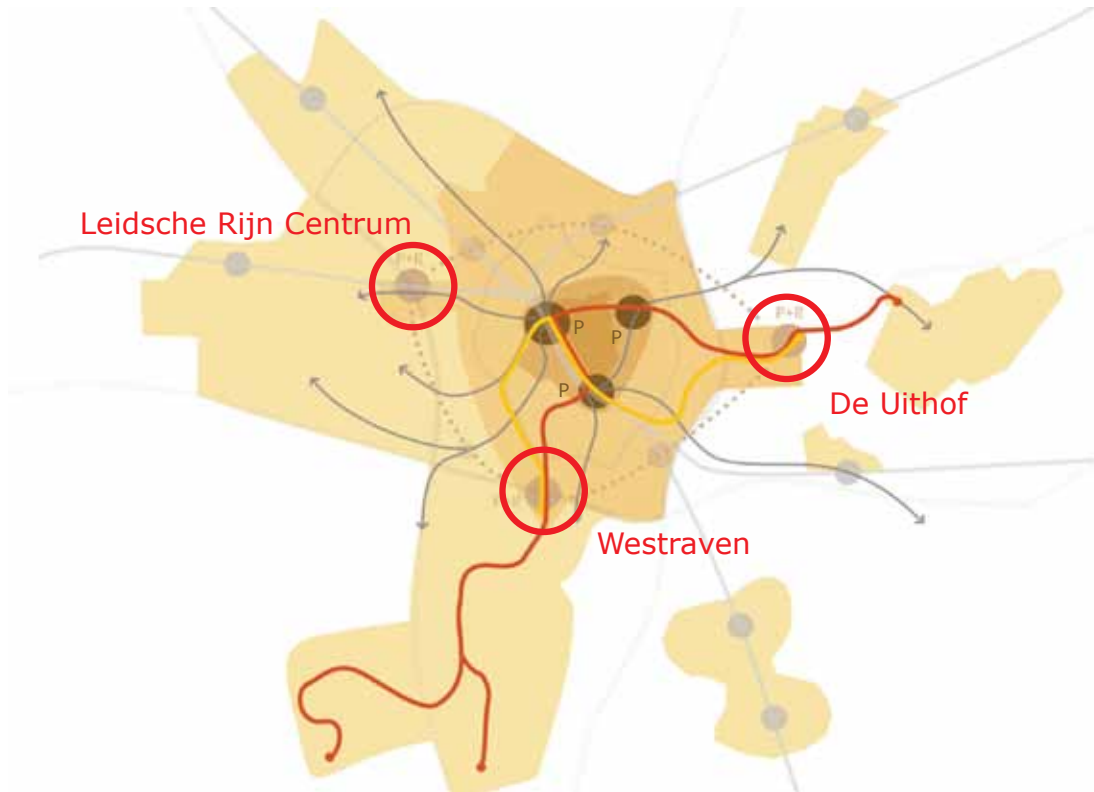 Leidsche Rijn Centrum
P+R
P
P
P+R
P
De Uithof
Westraven